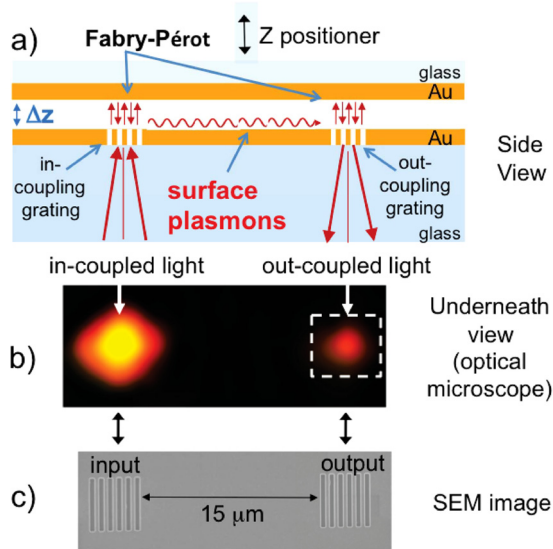 a)
Fabry-Pérot
Z positioner
glass
Au
Δz
Au
in-
coupling
grating
surface
plasmons
out-
coupling
grating
glass
Side
View
in-coupled light
out-coupled light
b)
Underneath
view
(optical
microscope)
input
output
c)
15 μm
SEM image